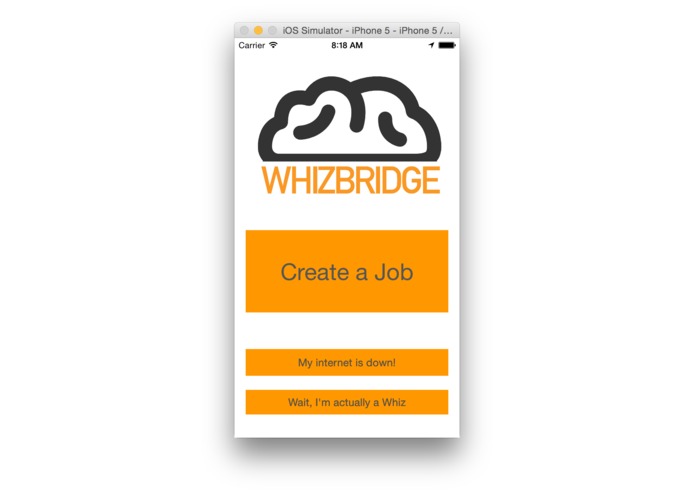 iOS Simulator - iPhone 5 - iPhone 5 /...
Carrier 8:18 AM
WHIZBRIDGE
Create a Job
My internet is down!
Wait, I'm actually a Whiz